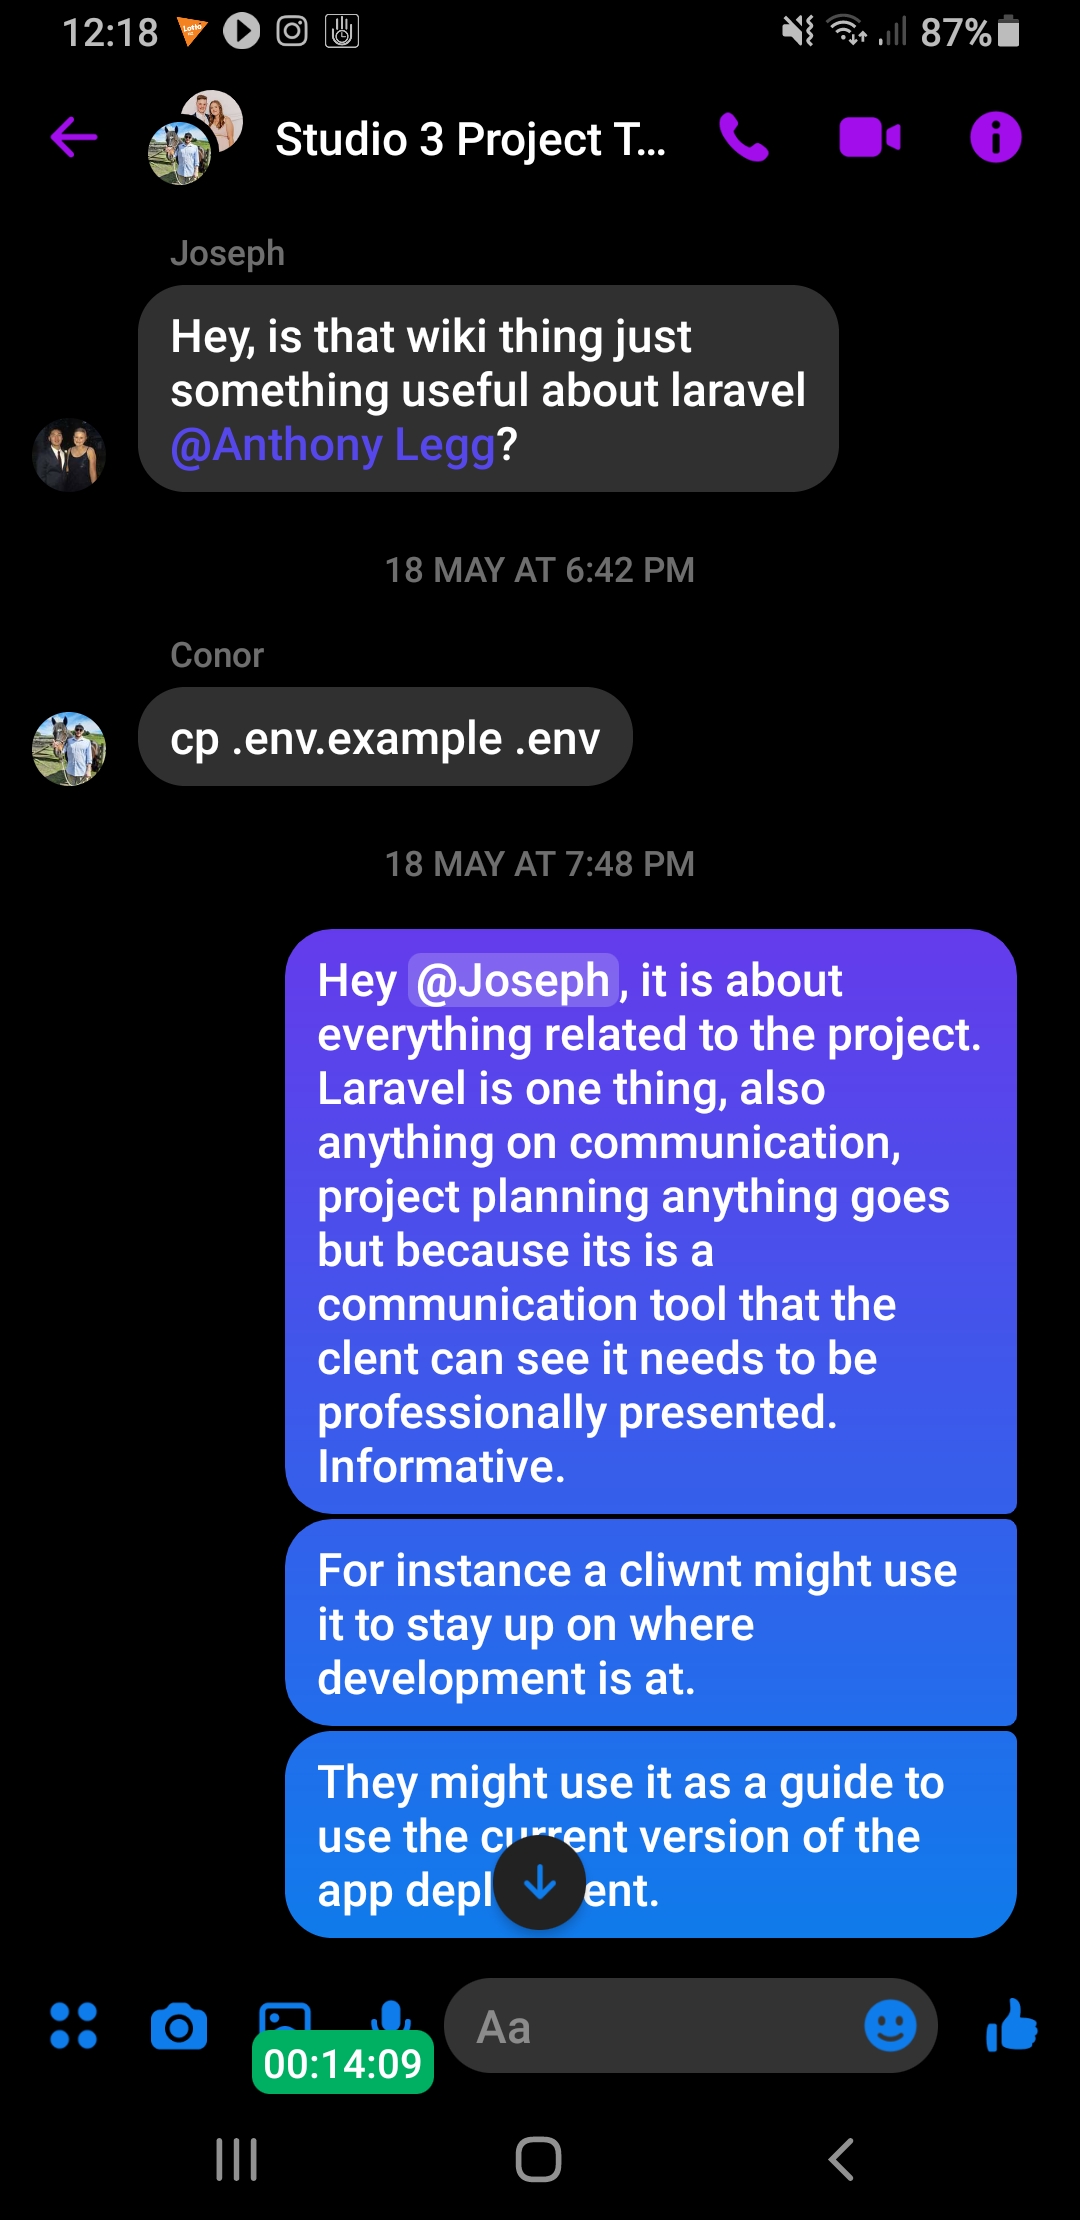 12:18
Lotto
87%
Studio 3 Project T...
Joseph
Hey, is that wiki thing just
something useful about laravel
@Anthony Legg?
18 MAY AT 6:42 PM
Conor
cp .env.example .env
18 MAY AT 7:48 PM
Hey @Joseph, it is about
everything related to the project.
Laravel is one thing, also
anything on communication,
project planning anything goes
but because its is a
communication tool that the
clent can see it needs to be
professionally presented.
Informative.
For instance a cliwnt might use
it to stay up on where
development is at.
They might use it as a guide to
use the current version of the
app
Aa
00:14:09